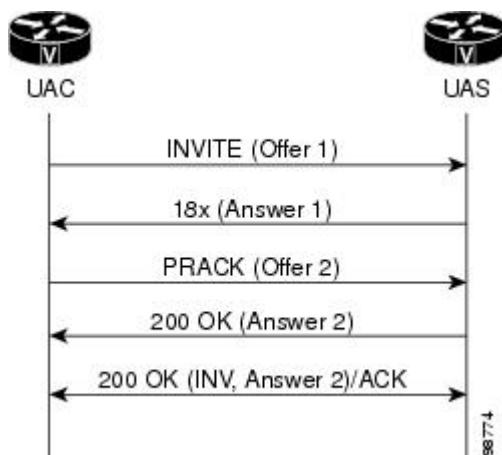 V
V
UAC
UAS
INVITE (Offer 1)
18x (Answer 1)
PRACK (Offer 2)
200 OK (Answer 2)
200 OK (INV, Answer 2)/ACK
98774